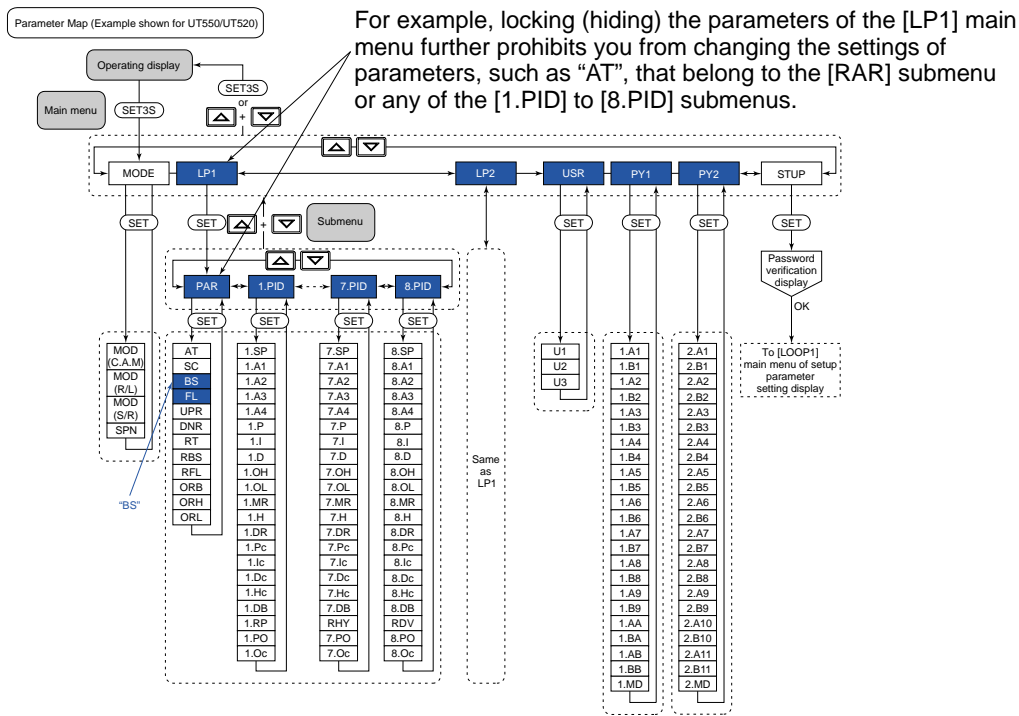 Parameter Map (Example shown for UT550/UT520)
For example, locking (hiding) the parameters of the [LP1] main
menu further prohibits you from changing the settings of
parameters, such as “AT”, that belong to the [RAR] submenu
or any of the [1.PID] to [8.PID] submenus.
Operating display
SET3S
or
+
Main menu
SET3S
MODE
LP1
LP2
USR
PY1
PY2
STUP
SET
SET
+
Submenu
SET
SET
SET
SET
Password
verification
display
OK
To [LOOP1]
main menu of setup
parameter
setting display
PAR
1.PID
7.PID
8.PID
SET
SET
SET
SET
MOD
(C.A.M)
MOD
(R/L)
MOD
(S/R)
SPN
AT
SC
BS
FL
UPR
DNR
RT
RBS
RFL
ORB
ORH
ORL
“BS”
1.SP
1.A1
1.A2
1.A3
1.A4
1.P
1.I
1.D
1.OH
1.OL
1.MR
1.H
1.DR
1.Pc
1.Ic
1.Dc
1.Hc
1.DB
1.RP
1.PO
1.Oc
7.SP
7.A1
7.A2
7.A3
7.A4
7.P
7.I
7.D
7.OH
7.OL
7.MR
7.H
7.DR
7.Pc
7.Ic
7.Dc
7.Hc
7.DB
RHY
7.PO
7.Oc
8.SP
8.A1
8.A2
8.A3
8.A4
8.P
8.I
8.D
8.OH
8.OL
8.MR
8.H
8.DR
8.Pc
8.Ic
8.Dc
8.Hc
8.DB
RDV
8.PO
8.Oc
Same
as
LP1
U1
U2
U3
1.A1
1.B1
1.A2
1.B2
1.A3
1.B3
1.A4
1.B4
1.A5
1.B5
1.A6
1.B6
1.A7
1.B7
1.A8
1.B8
1.A9
1.B9
1.AA
1.BA
1.AB
1.BB
1.MD
2.A1
2.B1
2.A2
2.B2
2.A3
2.B3
2.A4
2.B4
2.A5
2.B5
2.A6
2.B6
2.A7
2.B7
2.A8
2.B8
2.A9
2.B9
2.A10
2.B10
2.A11
2.B11
2.MD